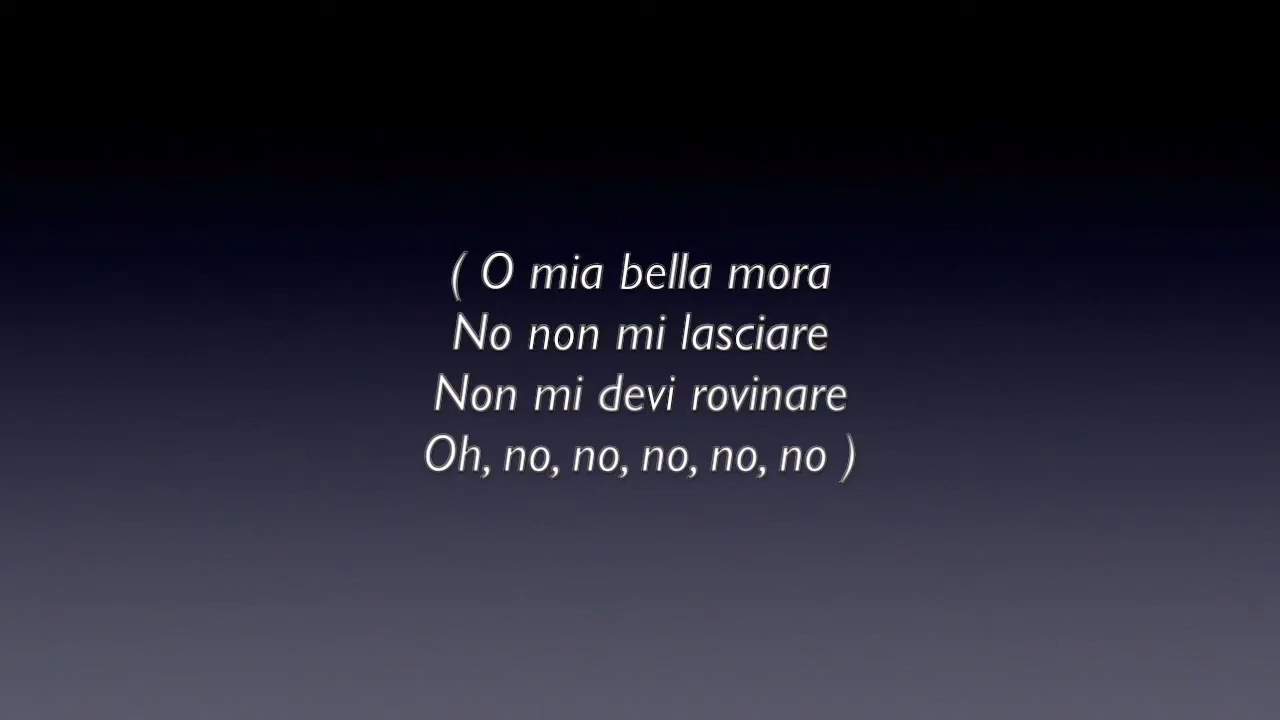 ( O mia bella mora
No non mi lasciare
Non mi devi rovinare
Oh, no, no, no, no, no )